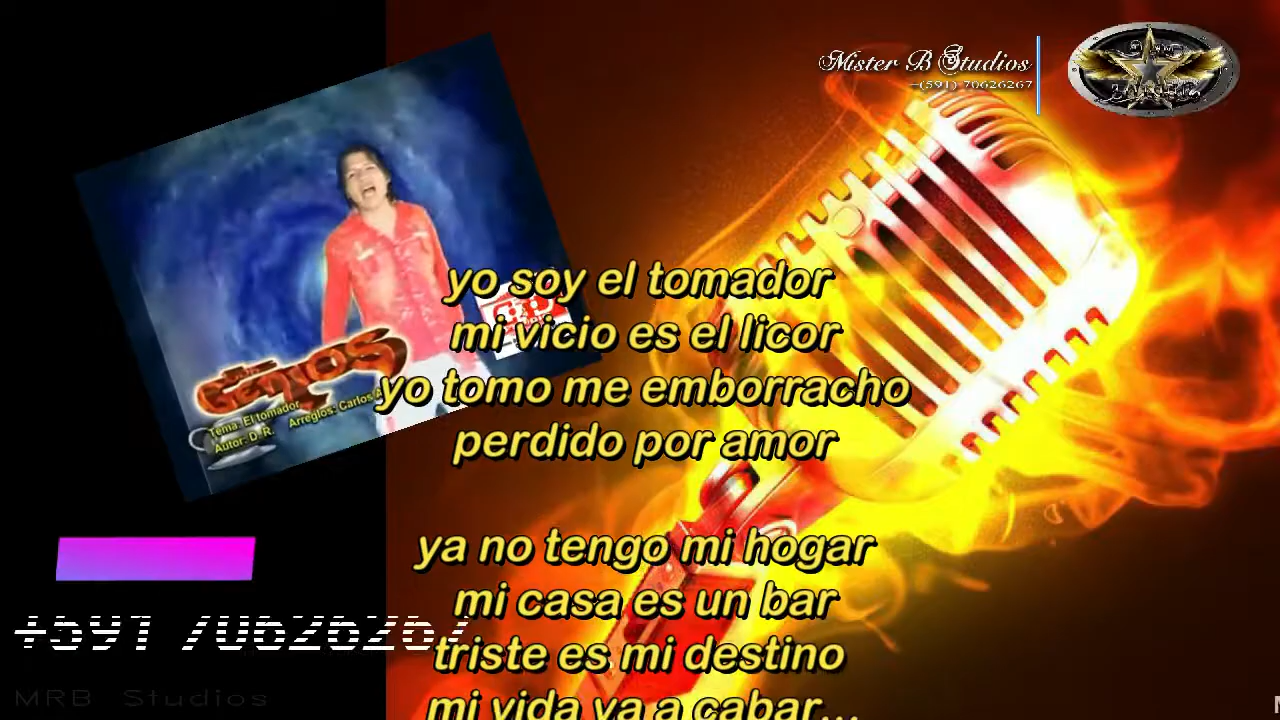 Mister B Studios
+(591) 70626267
yo soy el tomador
mi vicio es el licor
yo tomo me emborracho
perdido por amor
ya no tengo mi hogar
mi casa es un bar
triste es mi destino
mi vida va a cabar...
Tema: El tomador
Autor: D. R. Arreglos: Carlos
+591 70626267
MRB Studios